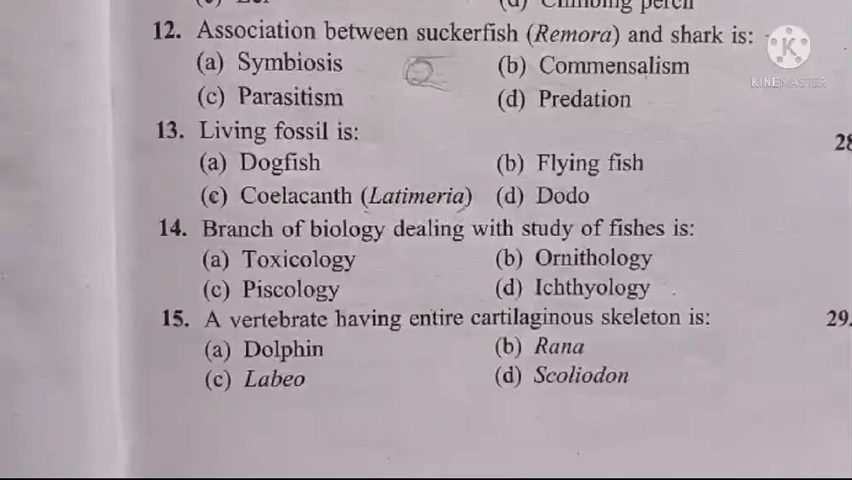 (d) Climbing perch
12. Association between suckerfish (Remora) and shark is:
(a) Symbiosis (b) Commensalism
(c) Parasitism (d) Predation
13. Living fossil is:
(a) Dogfish (b) Flying fish
(c) Coelacanth (Latimeria) (d) Dodo
14. Branch of biology dealing with study of fishes is:
(a) Toxicology (b) Ornithology
(c) Piscology (d) Ichthyology
15. A vertebrate having entire cartilaginous skeleton is:
(a) Dolphin (b) Rana
(c) Labeo (d) Scoliodon
28
29.
K
KINEMASTER